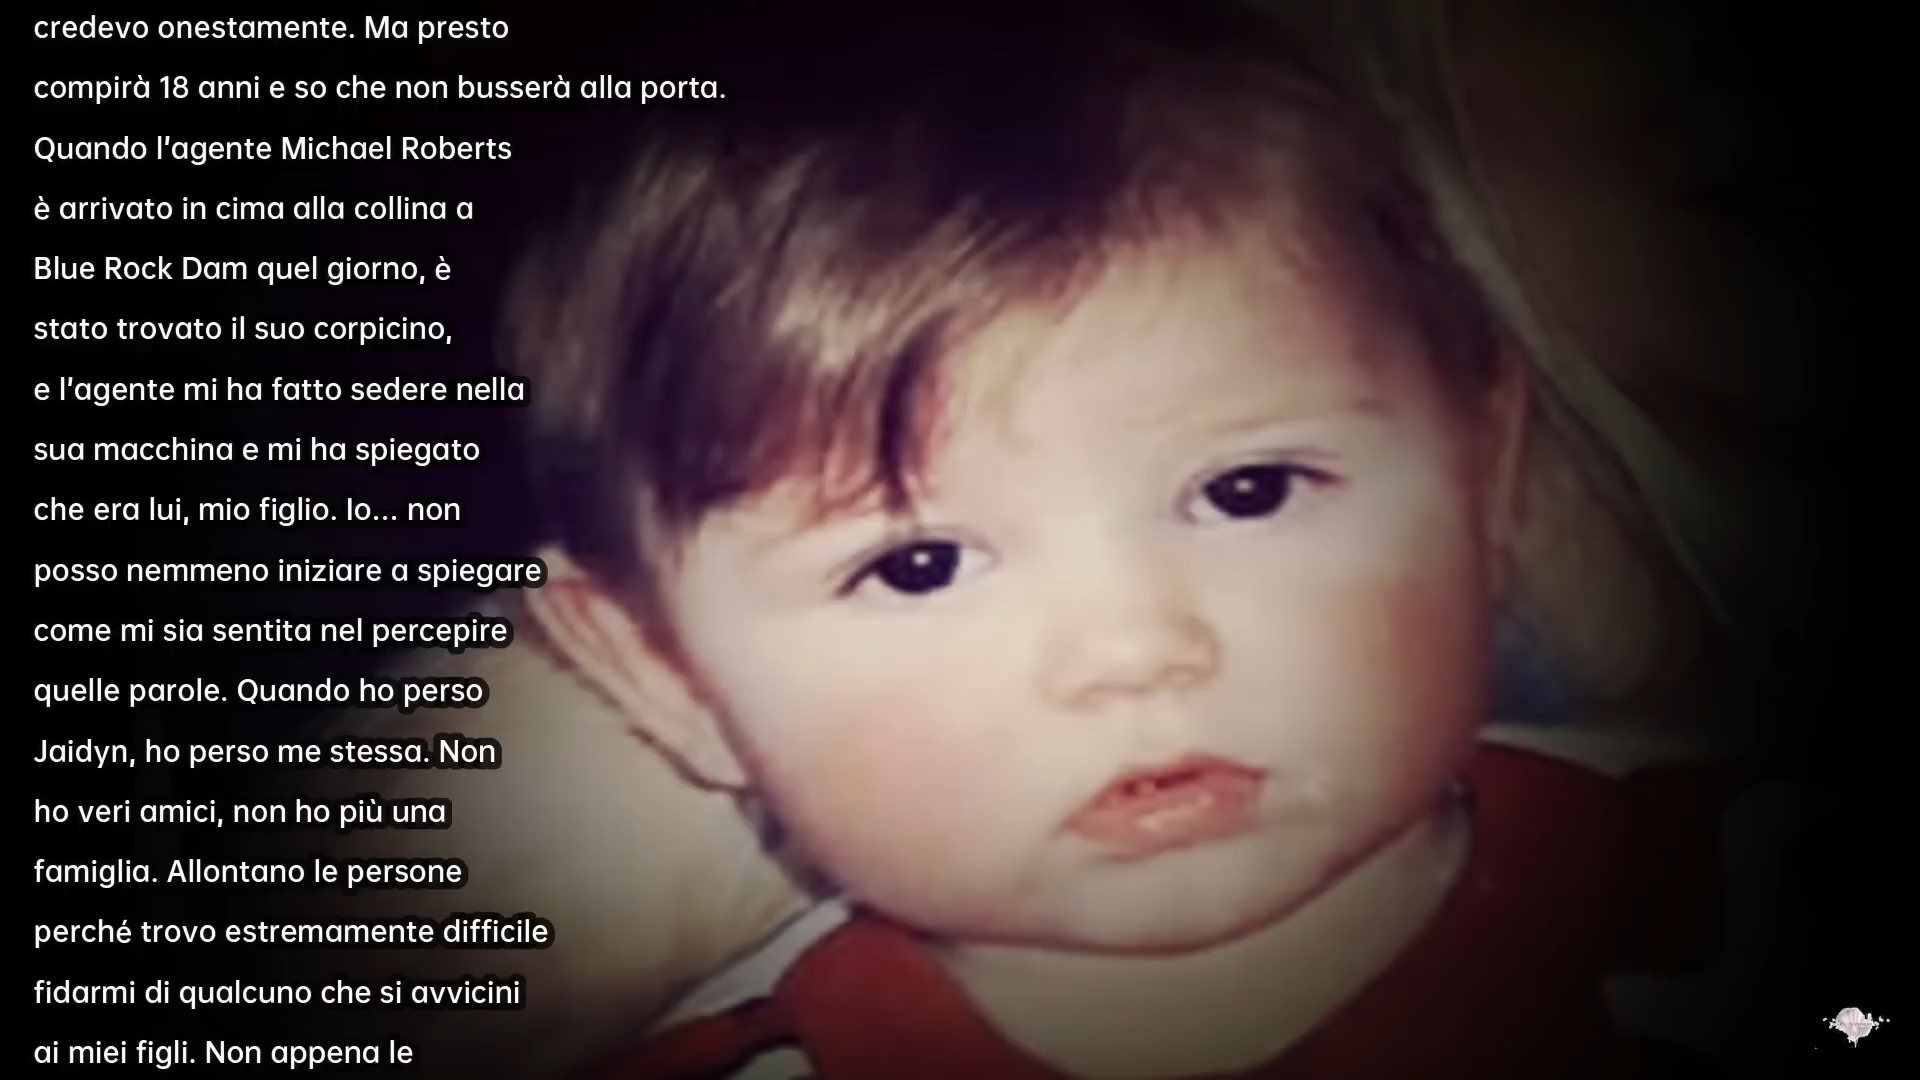 credevo onestamente. Ma presto
compirà 18 anni e so che non busserà alla porta.
Quando l'agente Michael Roberts
è arrivato in cima alla collina a
Blue Rock Dam quel giorno, è
stato trovato il suo corpicino,
e l'agente mi ha fatto sedere nella
sua macchina e mi ha spiegato
che era lui, mio figlio. Io... non
posso nemmeno iniziare a spiegare
come mi sia sentita nel percepire
quelle parole. Quando ho perso
Jaidyn, ho perso me stessa. Non
ho veri amici, non ho più una
famiglia. Allontano le persone
perché trovo estremamente difficile
fidarmi di qualcuno che si avvicini
ai miei figli. Non appena le